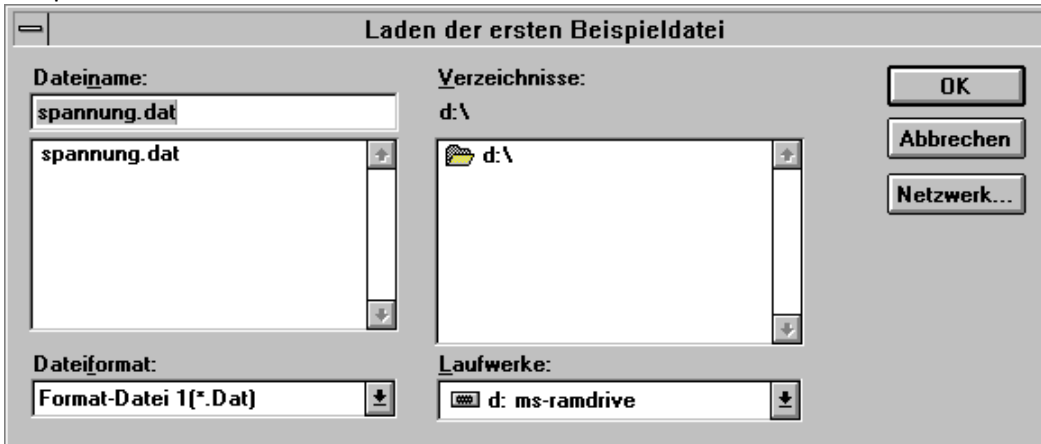 Laden der ersten Beispieldatei
Dateiname:
spannung.dat
spannung.dat
Dateiformat:
Format-Datei 1(*.Dat)
Verzeichnisse:
d:\
d:\
Laufwerke:
d: ms-ramdrive
OK
Abbrechen
Netzwerk...